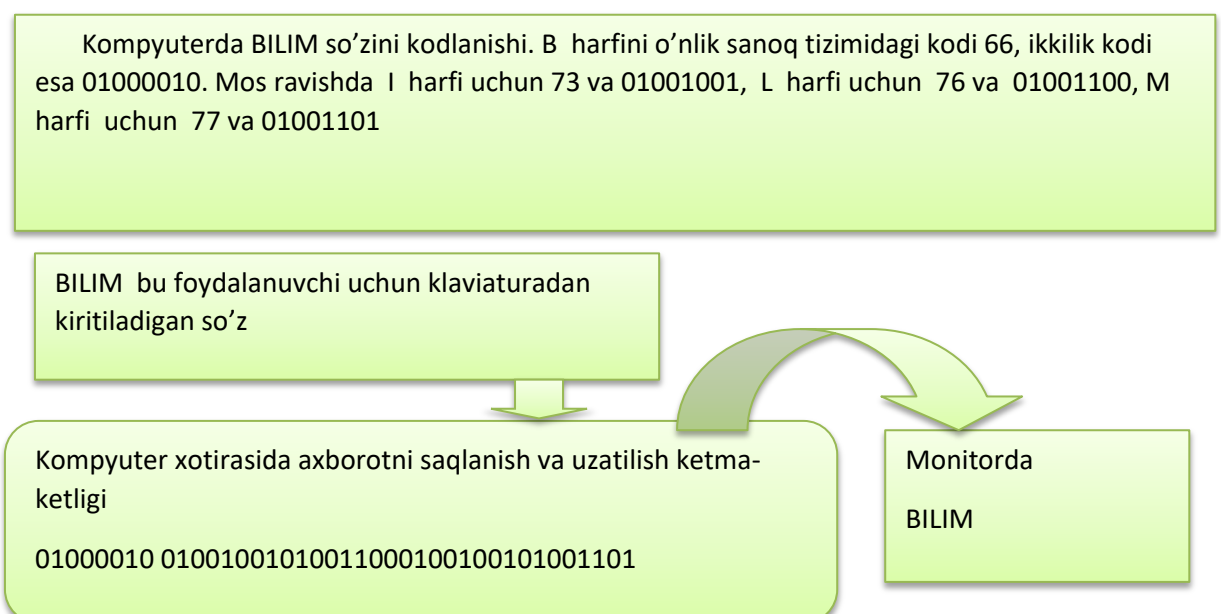 Kompyuterda BILIM so’zini kodlanishi. B harfini o’nlik sanoq tizimidagi kodi 66, ikkilik kodi
esa 01000010. Mos ravishda I harfi uchun 73 va 01001001, L harfi uchun 76 va 01001100, M
harfi uchun 77 va 01001101
BILIM bu foydalanuvchi uchun klaviaturadan
kiritiladigan so’z
Kompyuter xotirasida axborotni saqlanish va uzatilish ketma-
ketligi
01000010 01001001010011000100100101001101
Monitorda
BILIM